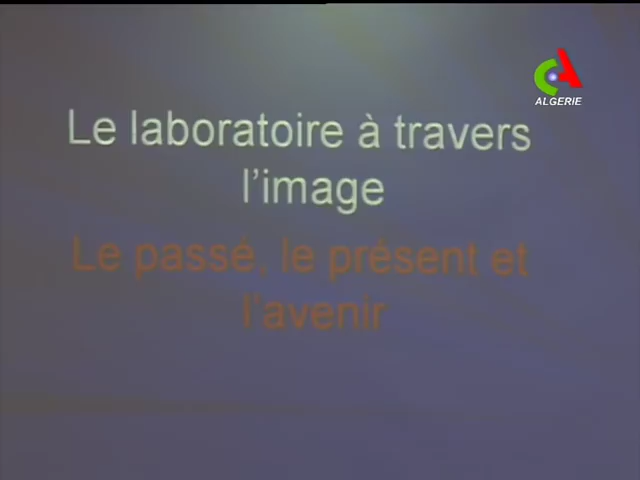 ALGERIE
Le laboratoire à travers
l'image
Le passé, le présent et
l'avenir